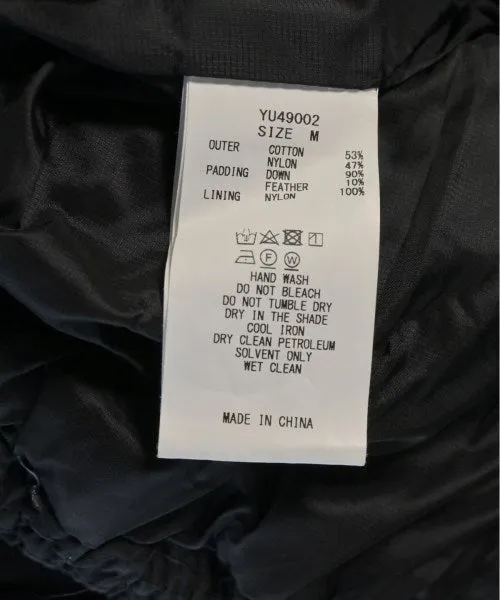 YU49002
SIZE M
OUTER COTTON 53%
NYLON 47%
PADDING DOWN 90%
FEATHER 10%
LINING NYLON 100%
F W
HAND WASH
DO NOT BLEACH
DO NOT TUMBLE DRY
DRY IN THE SHADE
COOL IRON
DRY CLEAN PETROLEUM
SOLVENT ONLY
WET CLEAN
MADE IN CHINA